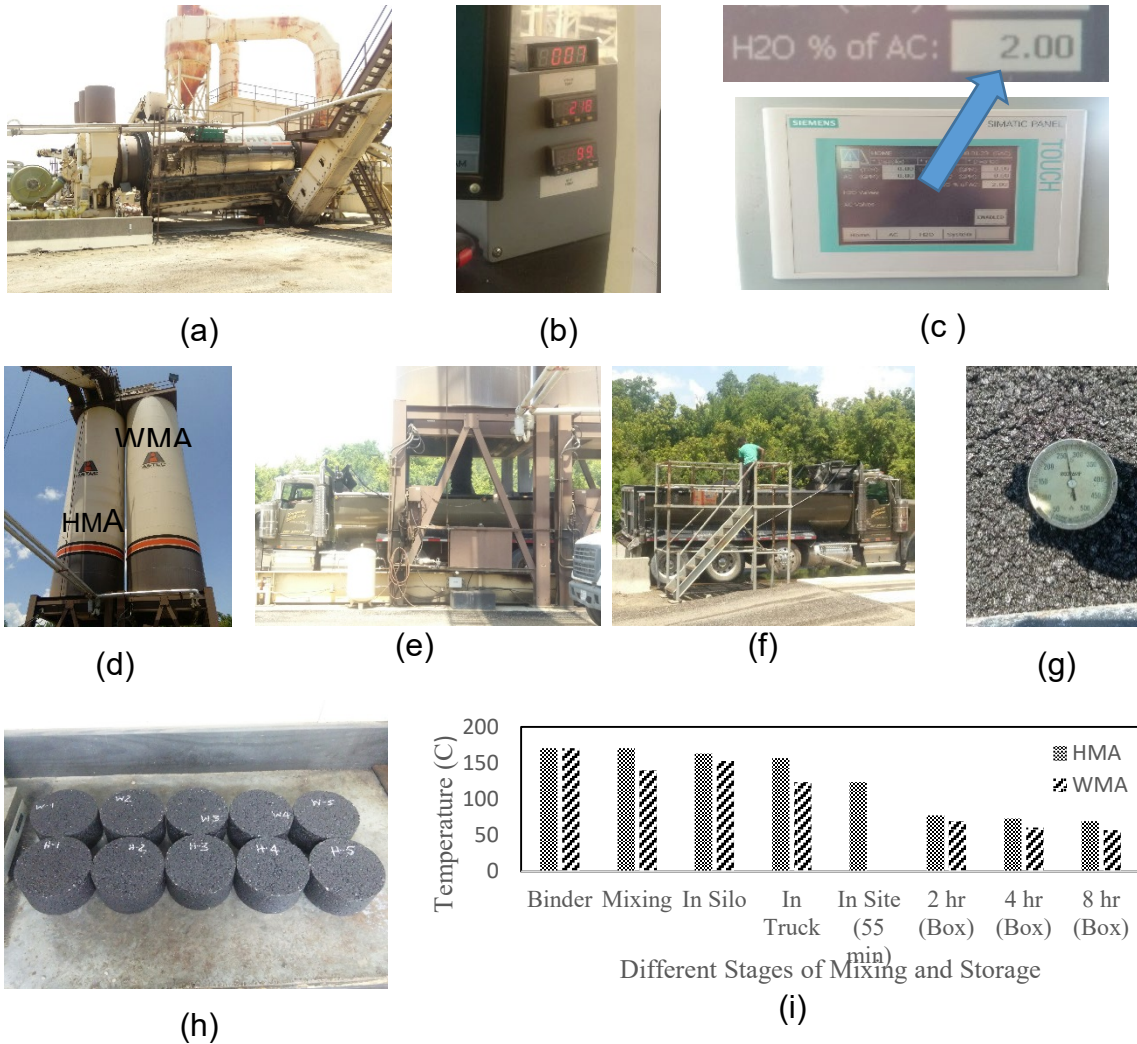 007
218
99
H2O % of AC: 2.00
SIEMENS
SIMATIC PANEL
TOUCH
ENABLED
AC
H2O
(a)
(b)
(c )
WMA
HMA
(d)
(e)
(f)
(g)
W-1
W2
W3
W4
W-5
H-1
H-2
H-3
H-4
H-5
(h)
Temperature (C)
200
150
100
50
0
HMA
WMA
Binder
Mixing
In Silo
In
Truck
In Site
(55
min)
2 hr
(Box)
4 hr
(Box)
8 hr
(Box)
Different Stages of Mixing and Storage
(i)